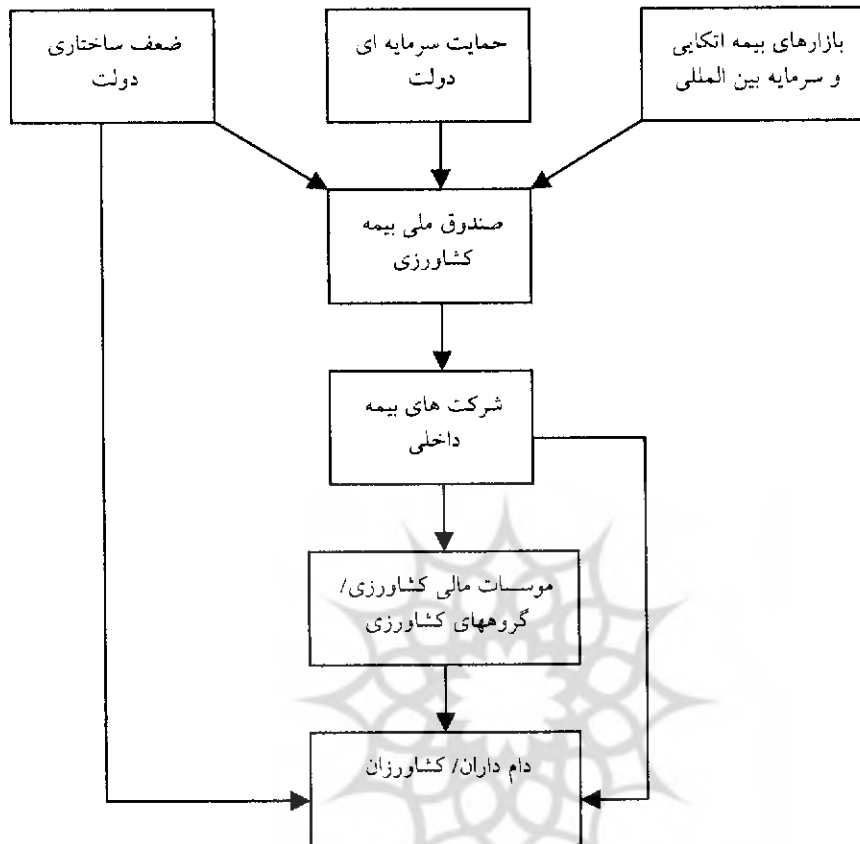 بازارهای بیمه اتکایی
و سرمایه بین المللی
حمایت سرمایه ای
دولت
ضعف ساختاری
دولت
صندوق ملی بیمه
کشاورزی
شرکت های بیمه
داخلی
موسسات مالی کشاورزی/
گروههای کشاورزی
دام داران/ کشاورزان